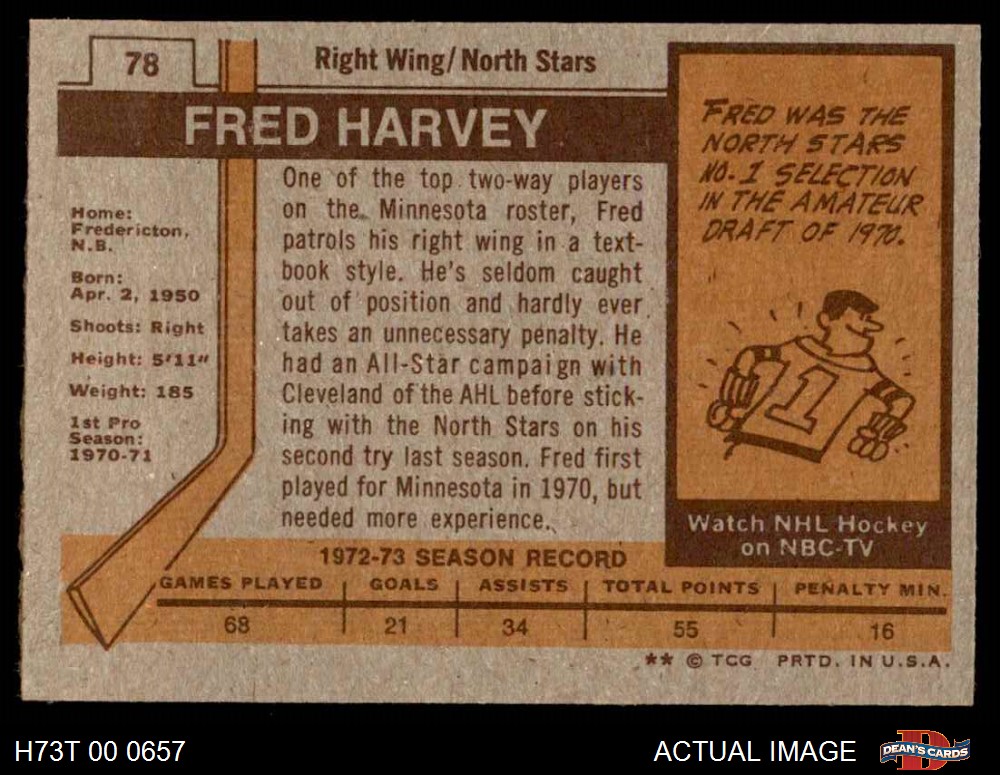 78
Right Wing/North Stars
FRED HARVEY
Home:
Fredericton,
N.B.
Born:
Apr. 2, 1950
Shoots: Right
Height: 5'11"
Weight: 185
1st Pro
Season:
1970-71
One of the top two-way players
on the Minnesota roster, Fred
patrols his right wing in a text-
book style. He's seldom caught
out of position and hardly ever
takes an unnecessary penalty. He
had an All-Star campaign with
Cleveland of the AHL before stick-
ing with the North Stars on his
second try last season. Fred first
played for Minnesota in 1970, but
needed more experience.
FRED WAS THE
NORTH STARS
NO. 1 SELECTION
IN THE AMATEUR
DRAFT OF 1970.
1
Watch NHL Hockey
on NBC-TV
1972-73 SEASON RECORD
GAMES PLAYED GOALS ASSISTS TOTAL POINTS PENALTY MIN.
68 21 34 55 16
** © TCG PRTD. IN U.S.A.
H73T 00 0657
ACTUAL IMAGE
D
DEAN'S CARDS